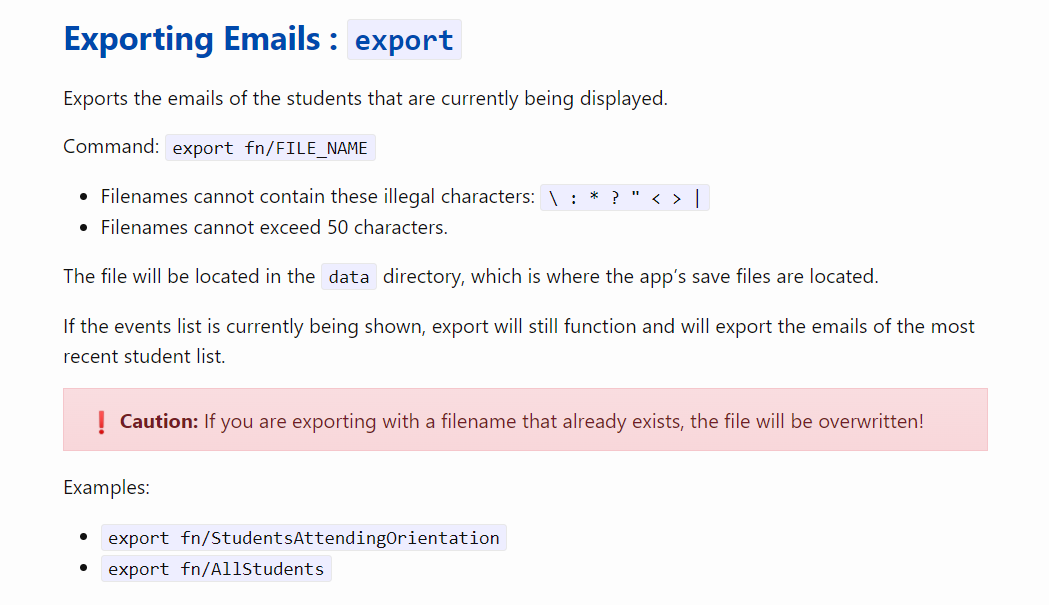 Exporting Emails : export
Exports the emails of the students that are currently being displayed.
Command: export fn/FILE_NAME
• Filenames cannot contain these illegal characters: \ : * ? " < > |
• Filenames cannot exceed 50 characters.
The file will be located in the data directory, which is where the app’s save files are located.
If the events list is currently being shown, export will still function and will export the emails of the most
recent student list.
❗ Caution: If you are exporting with a filename that already exists, the file will be overwritten!
Examples:
• export fn/StudentsAttendingOrientation
• export fn/AllStudents